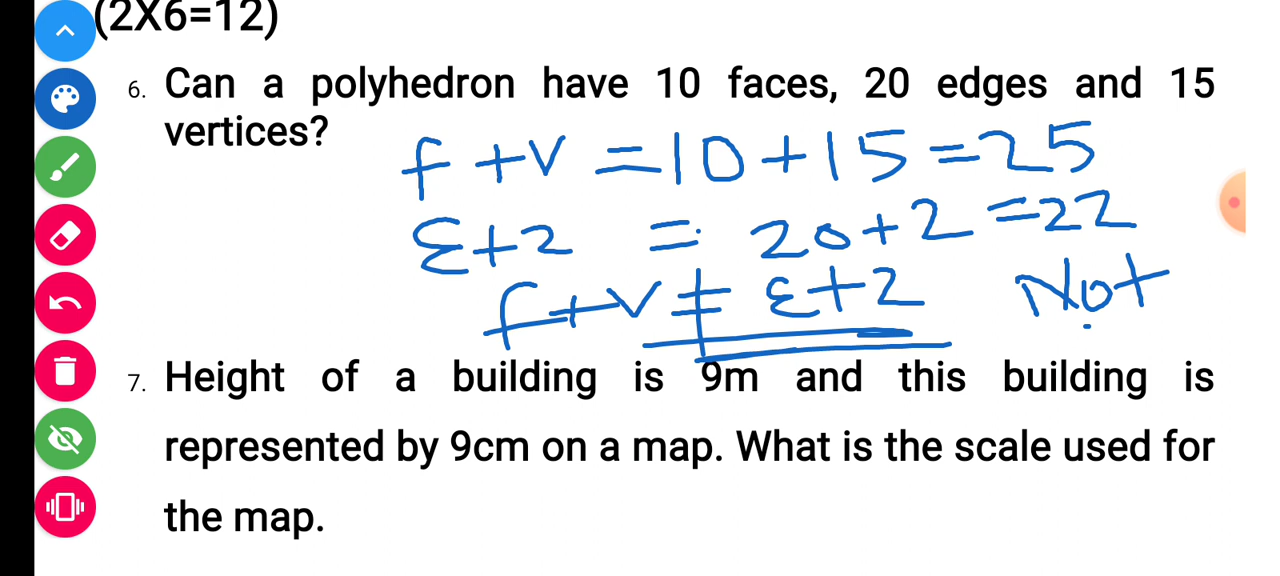 (2X6=12)
6. Can a polyhedron have 10 faces, 20 edges and 15
vertices?
f + V = 10 + 15 = 25
ε+2 = 20+2 = 22
f+V ≠ ε+2 Not
7. Height of a building is 9m and this building is
represented by 9cm on a map. What is the scale used for
the map.